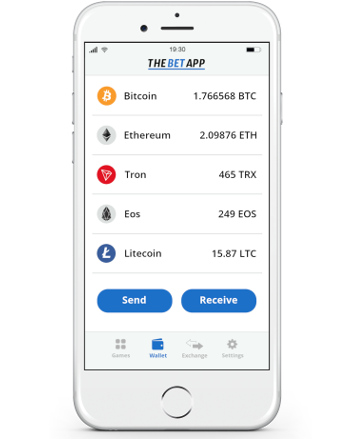 19:30
THE BET APP
Bitcoin 1.766568 BTC
Ethereum 2.09876 ETH
Tron 465 TRX
Eos 249 EOS
Litecoin 15.87 LTC
Send Receive
Games Wallet Exchange Settings